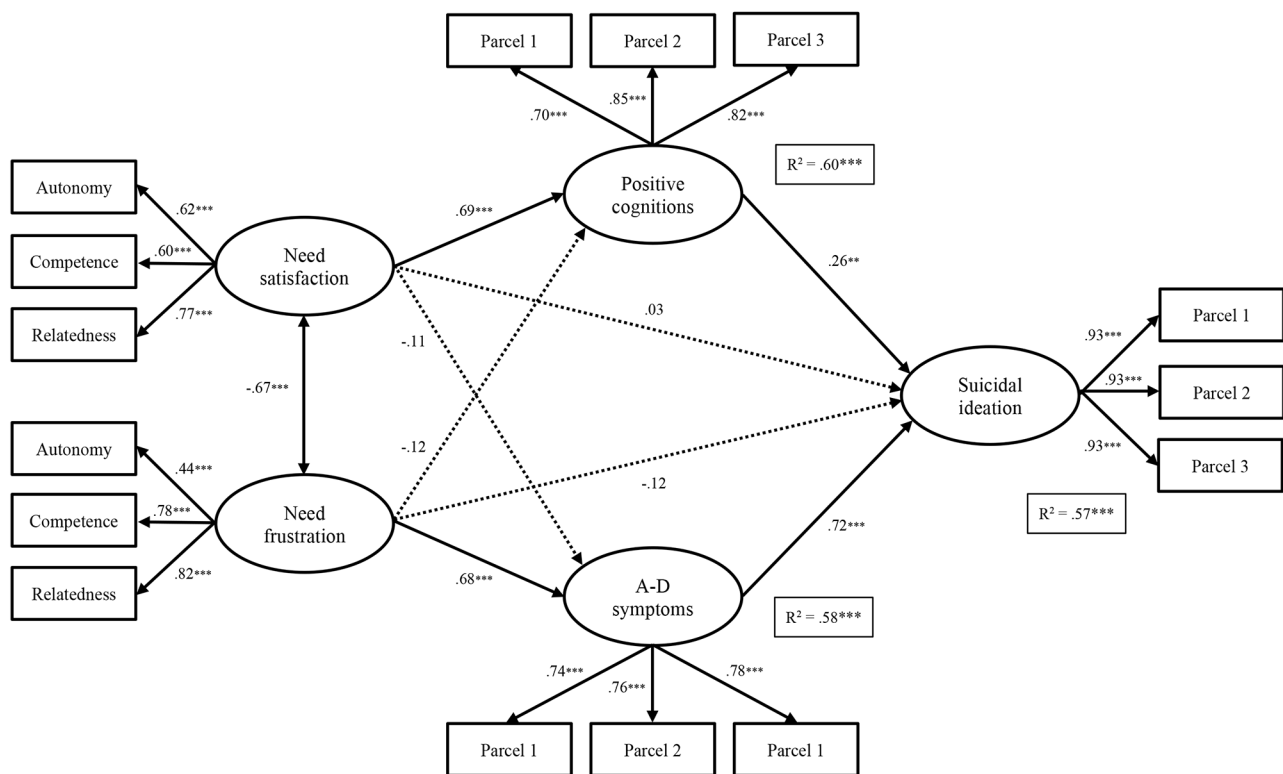 Parcel 1
Parcel 2
Parcel 3
.70***
.85***
.82***
R² = .60***
Positive
cognitions
Autonomy
Competence
Relatedness
.62***
.60***
.77***
Need
satisfaction
.69***
.26**
.03
-.11
-.67***
-.12
-.12
Suicidal
ideation
.93***
.93***
.93***
Parcel 1
Parcel 2
Parcel 3
R² = .57***
Autonomy
Competence
Relatedness
.44***
.78***
.82***
Need
frustration
.68***
.72***
A-D
symptoms
R² = .58***
.74***
.76***
.78***
Parcel 1
Parcel 2
Parcel 1